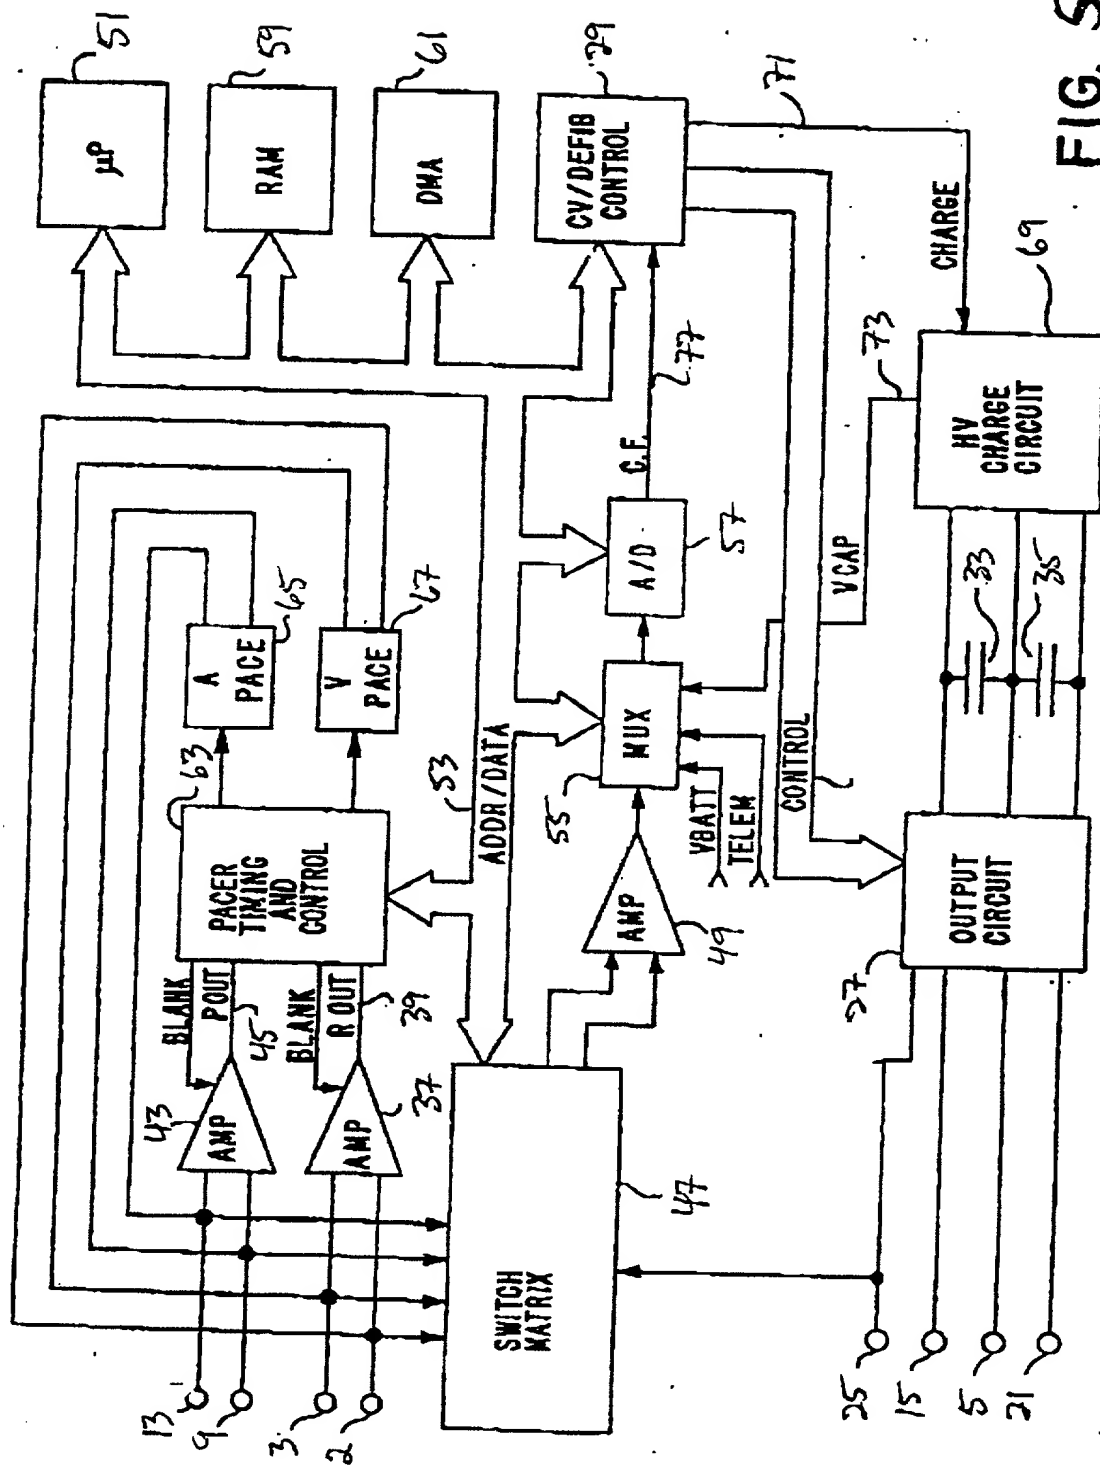 51
59
61
29
71
µP
RAM
DMA
CV/DEFIB
CONTROL
FIG. 5
CHARGE
69
73
77
C.F.
HV
CHARGE
CIRCUIT
A/D
57
VCAP
33
35
65
67
A
PACE
V
PACE
63
53
ADDR/DATA
55
MUX
CONTROL
VBATT
TELEM
PACER
TIMING
AND
CONTROL
AMP
49
OUTPUT
CIRCUIT
27
BLANK
POUT
45
BLANK
R OUT
39
43
AMP
AMP
37
47
SWITCH
MATRIX
13
9
3
2
25
15
5
21